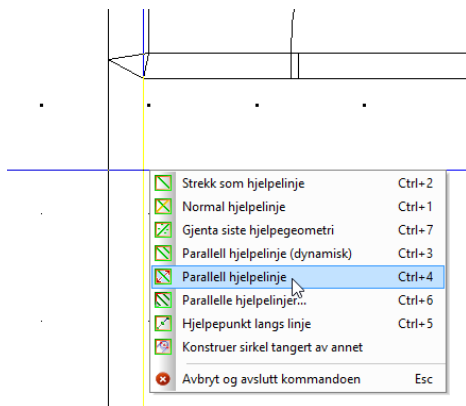 Strekk som hjelpelinje Ctrl+2
Normal hjelpelinje Ctrl+1
Gjenta siste hjelpegeometri Ctrl+7
Parallell hjelpelinje (dynamisk) Ctrl+3
Parallell hjelpelinje Ctrl+4
Parallelle hjelpelinjer... Ctrl+6
Hjelpepunkt langs linje Ctrl+5
Konstruer sirkel tangert av annet
Avbryt og avslutt kommandoen Esc